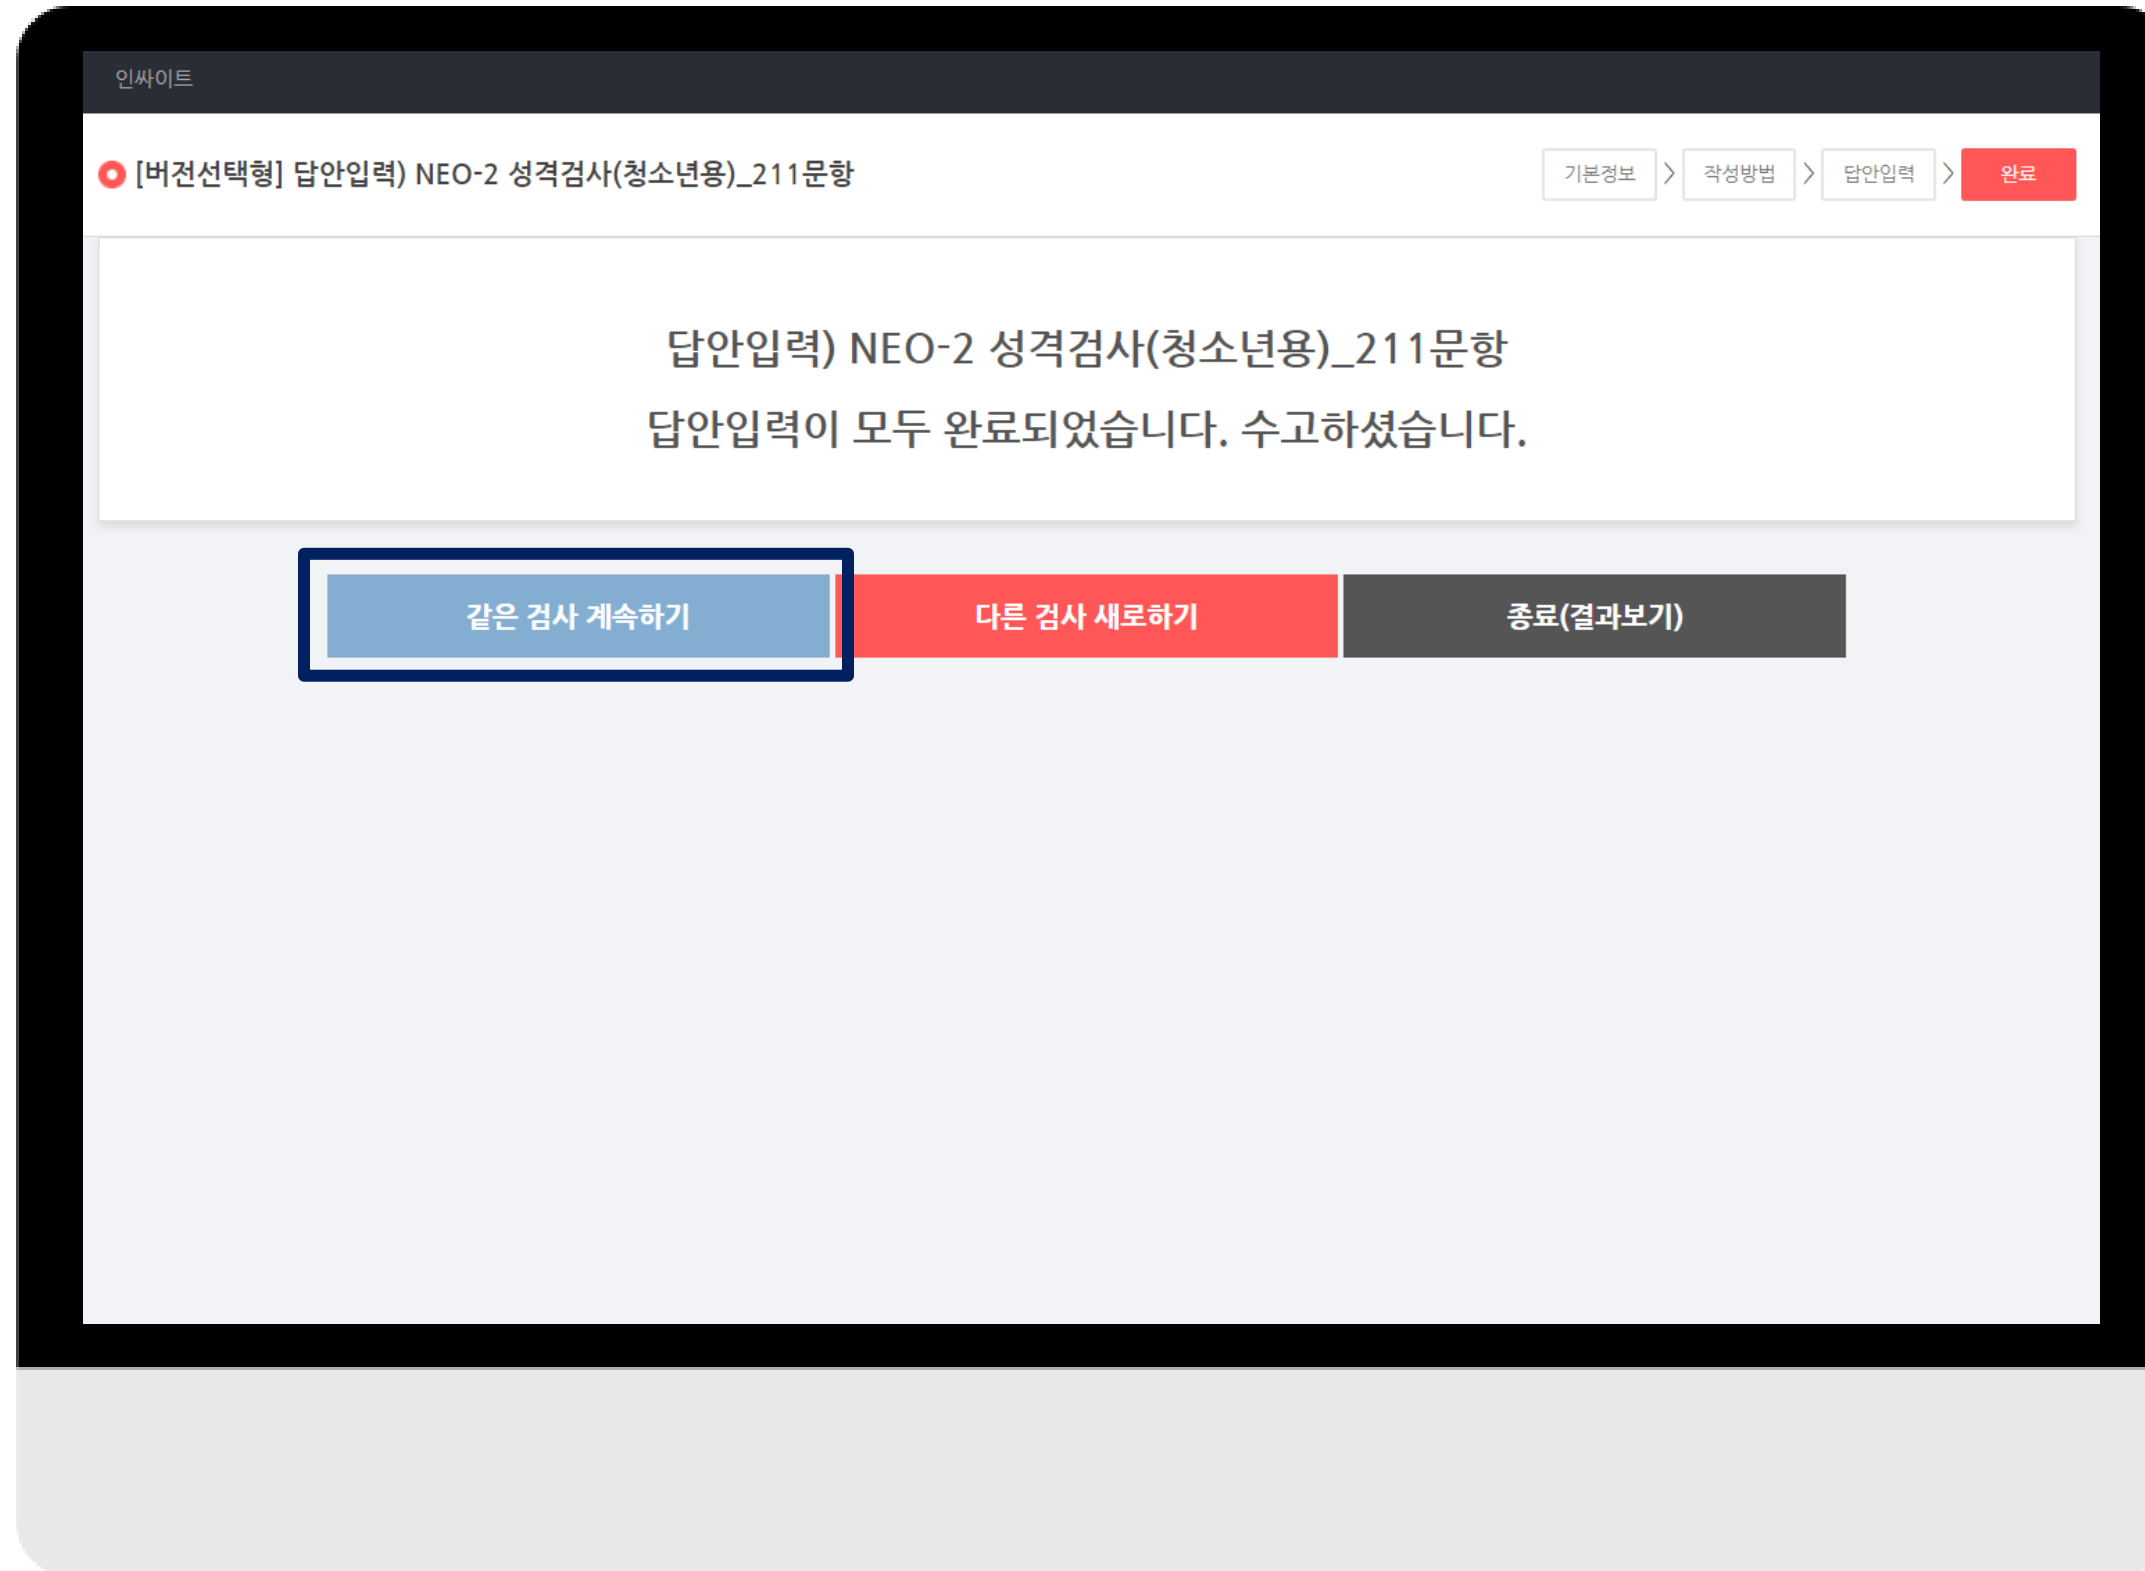 인싸이트
[버전선택형] 답안입력) NEO-2 성격검사(청소년용)_211문항
기본정보 > 작성방법 > 답안입력 > 완료
답안입력) NEO-2 성격검사(청소년용)_211문항
답안입력이 모두 완료되었습니다. 수고하셨습니다.
같은 검사 계속하기
다른 검사 새로하기
종료(결과보기)